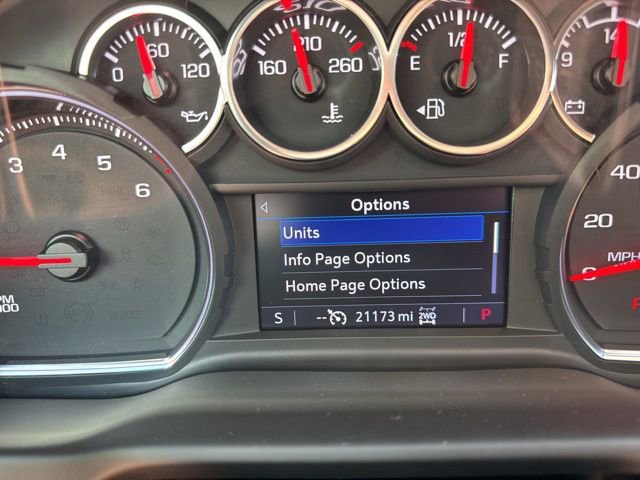 0 60 120
160 210 260
E 1/2 F
9 14
3 4 5 6
Options
Units
Info Page Options
Home Page Options
S -- 21173 mi 2WD P
40
20
MPH
0
BRAKE
PARK